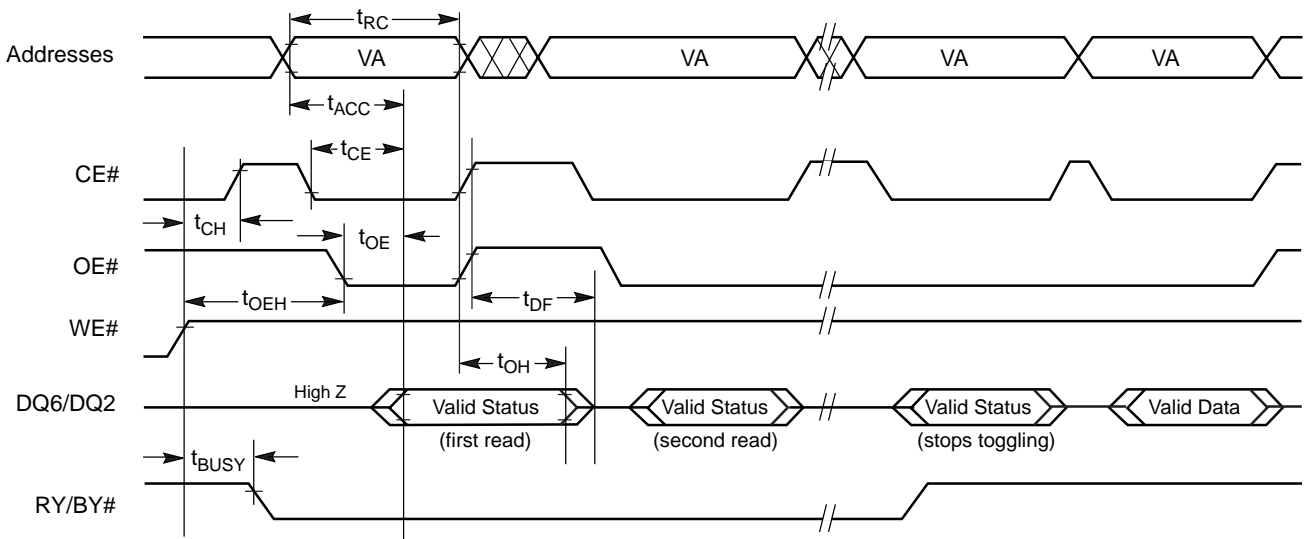 tRC
Addresses VA VA VA VA
tACC
tCE
CE#
tCH tOE
OE#
tOEH tDF
WE#
tOH
High Z
DQ6/DQ2 Valid Status Valid Status Valid Status Valid Data
(first read) (second read) (stops toggling)
tBUSY
RY/BY#